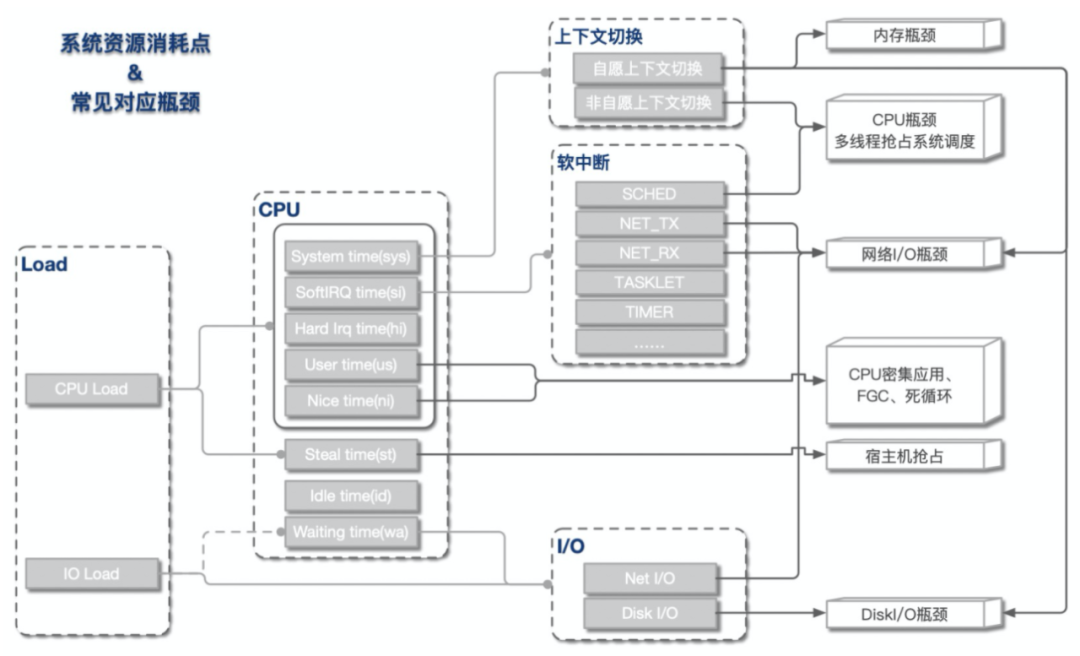 系统资源消耗点
&
常见对应瓶颈
Load
CPU Load
IO Load
CPU
System time(sys)
SoftIRQ time(si)
Hard Irq time(hi)
User time(us)
Nice time(ni)
Steal time(st)
Idle time(id)
Waiting time(wa)
上下文切换
自愿上下文切换
非自愿上下文切换
软中断
SCHED
NET_TX
NET_RX
TASKLET
TIMER
......
I/O
Net I/O
Disk I/O
内存瓶颈
CPU瓶颈
多线程抢占系统调度
网络I/O瓶颈
CPU密集应用、
FGC、死循环
宿主机抢占
DiskI/O瓶颈